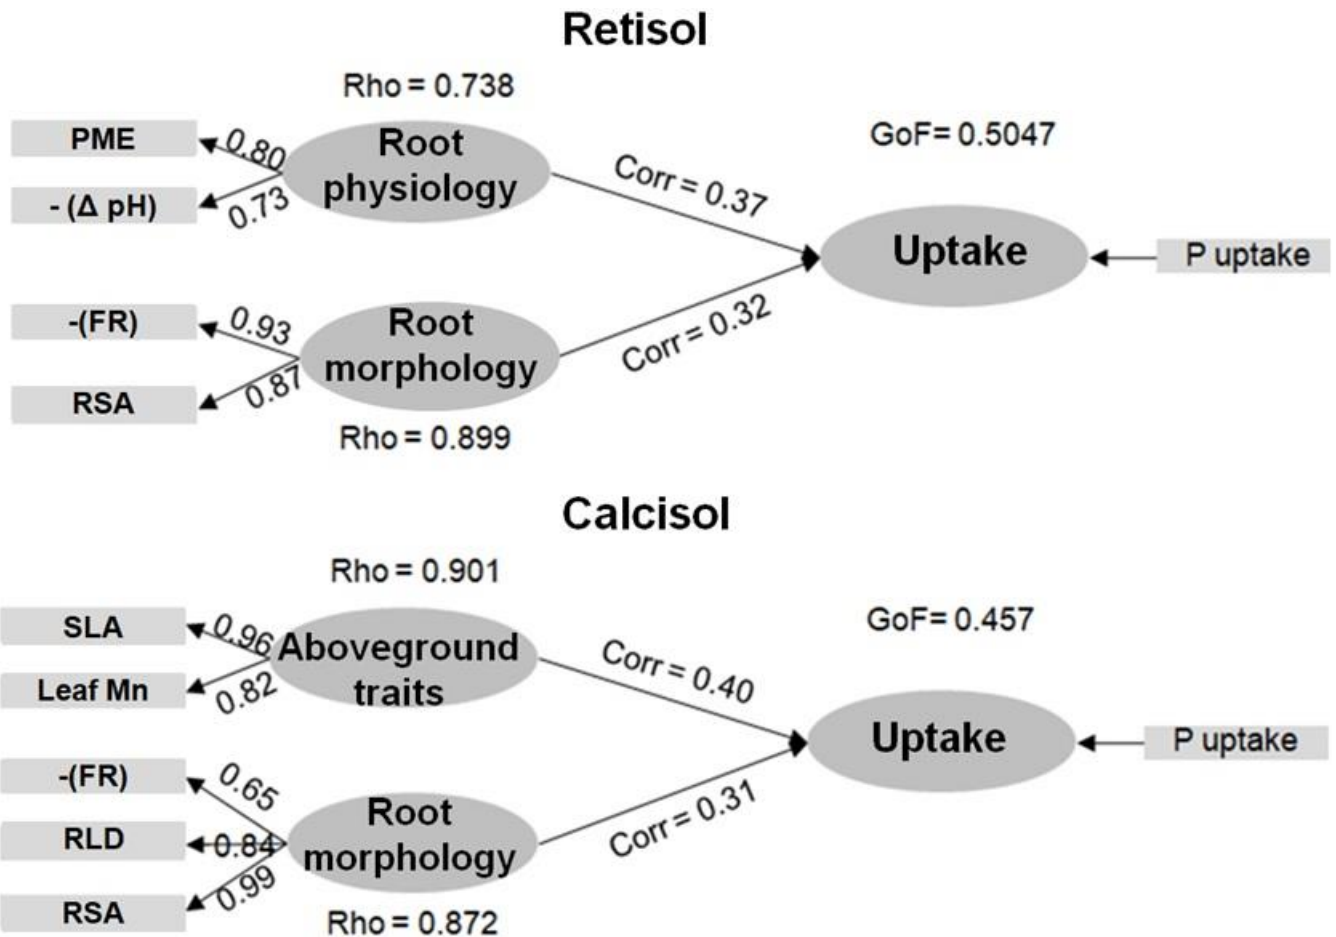 Retisol
Rho = 0.738
PME
0.80
Root
physiology
- (Δ pH)
0.73
Corr = 0.37
GoF= 0.5047
Uptake
P uptake
-(FR)
0.93
Root
morphology
RSA
0.87
Corr = 0.32
Rho = 0.899
Calcisol
Rho = 0.901
SLA
0.96
Aboveground
traits
Leaf Mn
0.82
Corr = 0.40
GoF= 0.457
Uptake
P uptake
-(FR)
0.65
RLD
0.84
Root
morphology
RSA
0.99
Corr = 0.31
Rho = 0.872